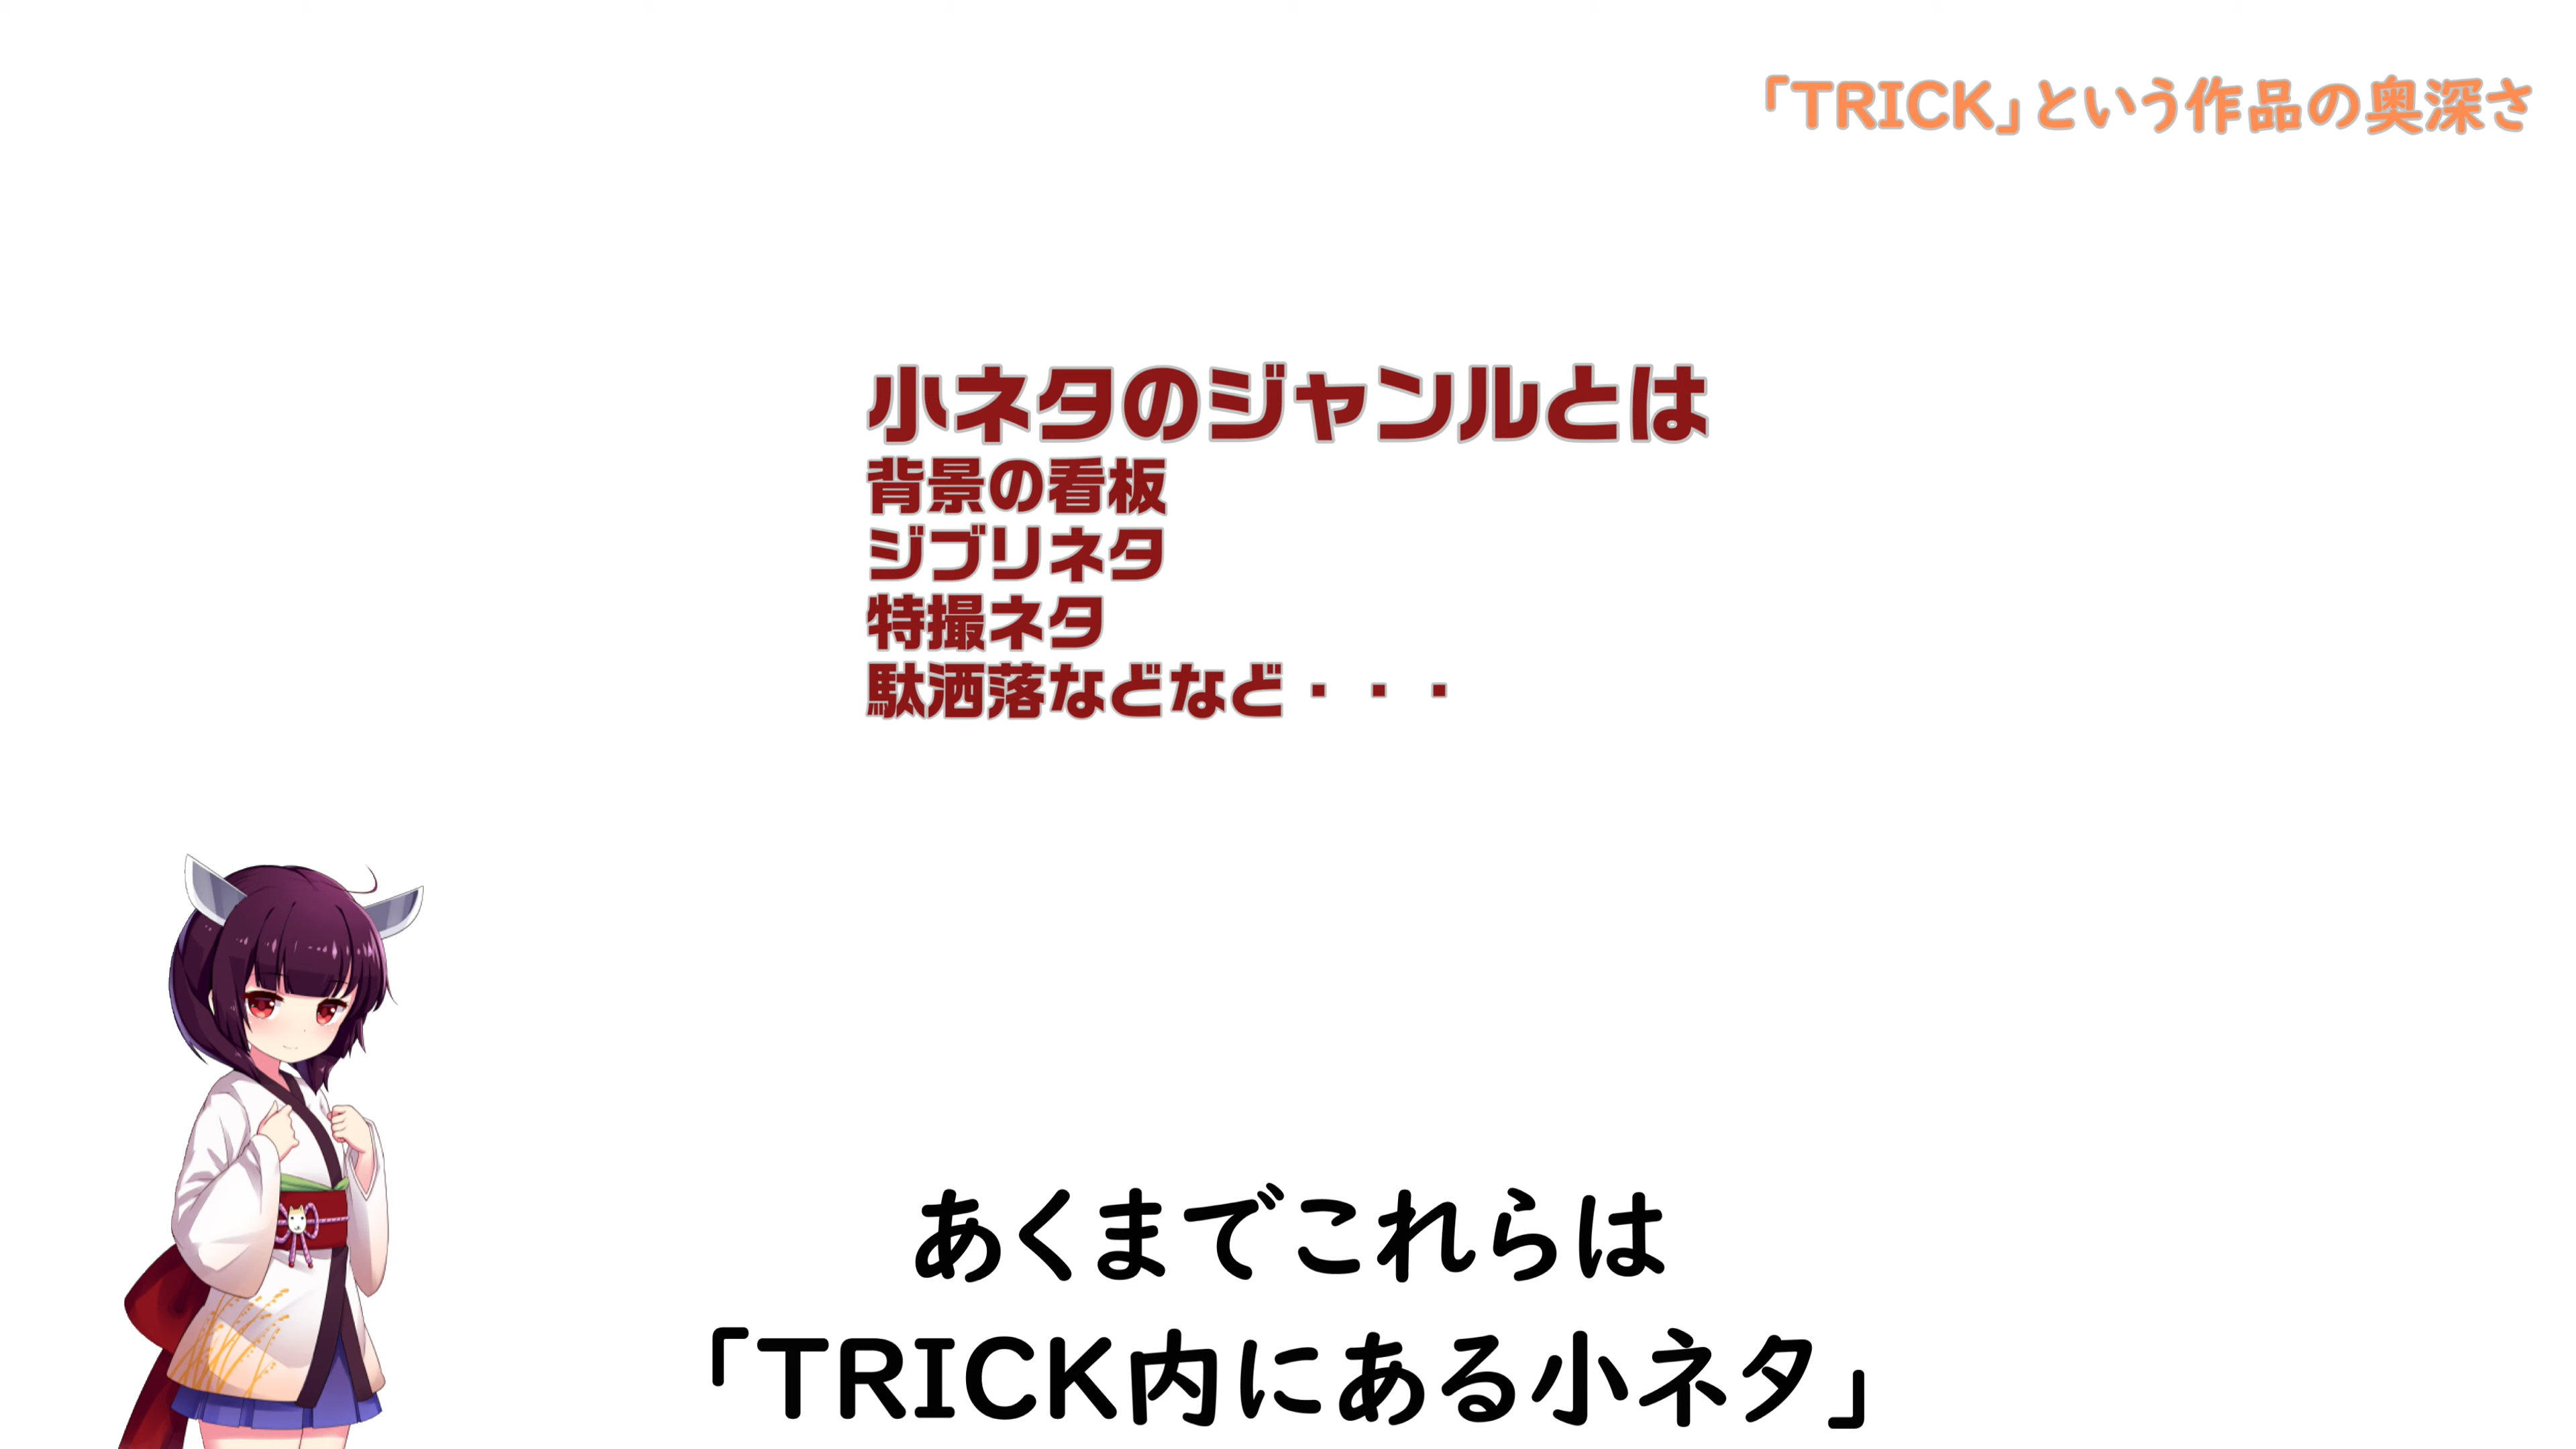 「TRICK」という作品の奥深さ
小ネタのジャンルとは
背景の看板
ジブリネタ
特撮ネタ
駄洒落などなど・・・
あくまでこれらは
「TRICK内にある小ネタ」